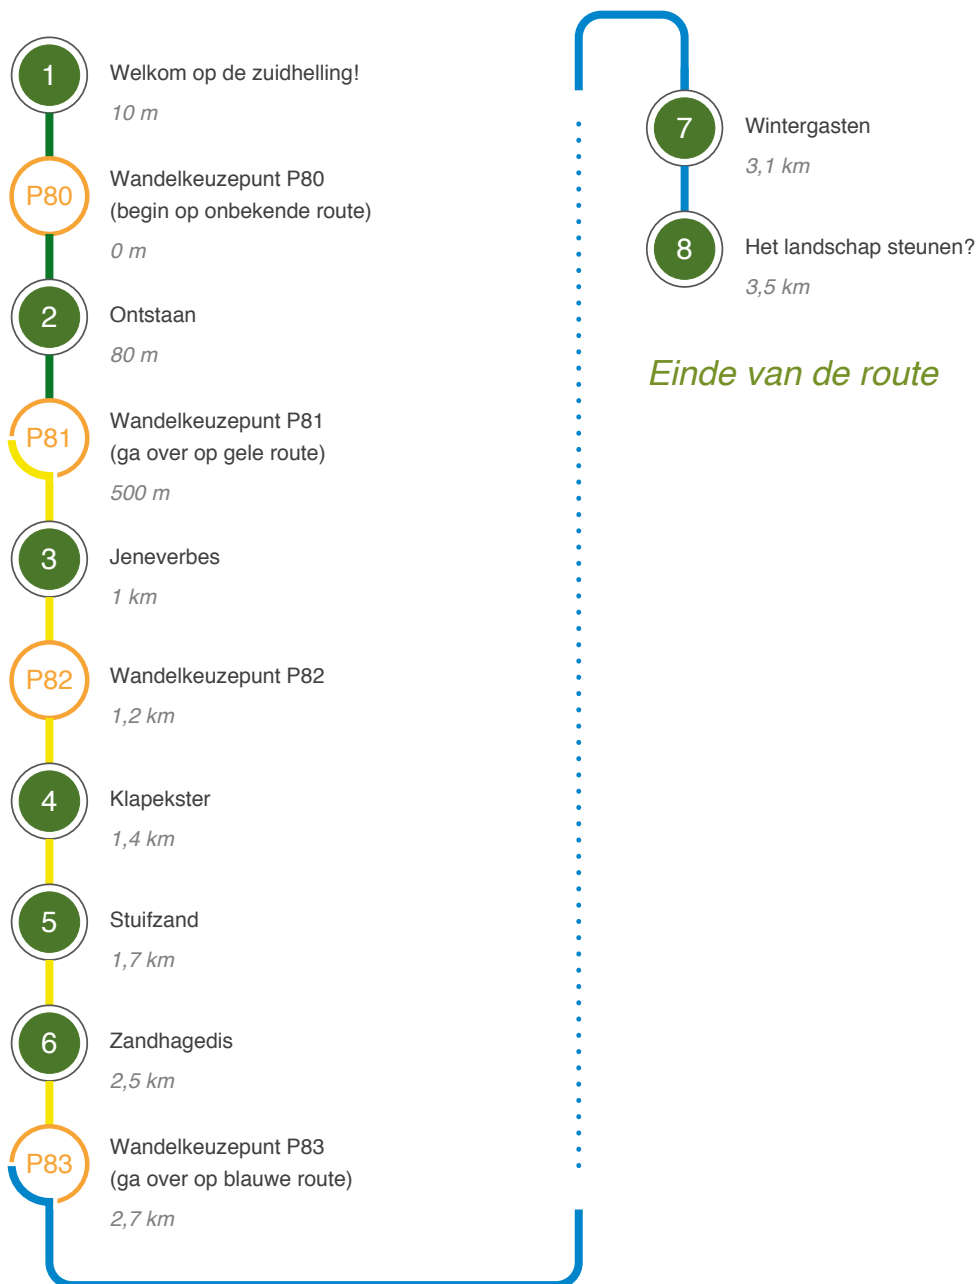 1
Welkom op de zuidhelling!
10 m
P80
Wandelkeuzepunt P80
(begin op onbekende route)
0 m
2
Ontstaan
80 m
P81
Wandelkeuzepunt P81
(ga over op gele route)
500 m
3
Jeneverbes
1 km
P82
Wandelkeuzepunt P82
1,2 km
4
Klapekster
1,4 km
5
Stuifzand
1,7 km
6
Zandhagedis
2,5 km
P83
Wandelkeuzepunt P83
(ga over op blauwe route)
2,7 km
7
Wintergasten
3,1 km
8
Het landschap steunen?
3,5 km
Einde van de route